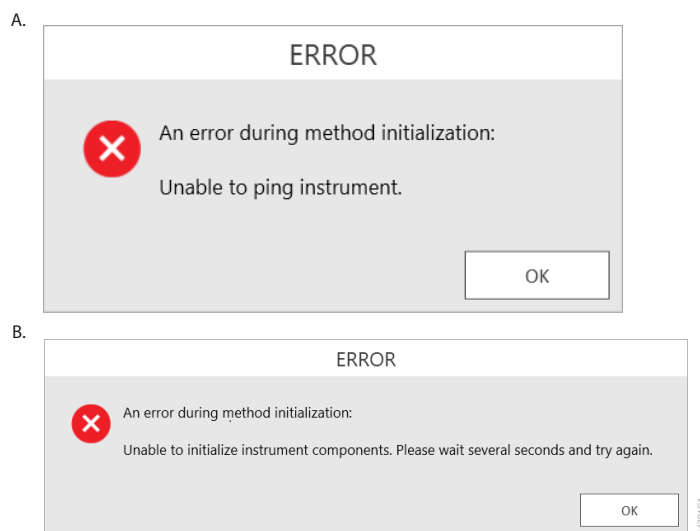 A.
ERROR
An error during method initialization:
Unable to ping instrument.
OK
B.
ERROR
An error during method initialization:
Unable to initialize instrument components. Please wait several seconds and try again.
OK